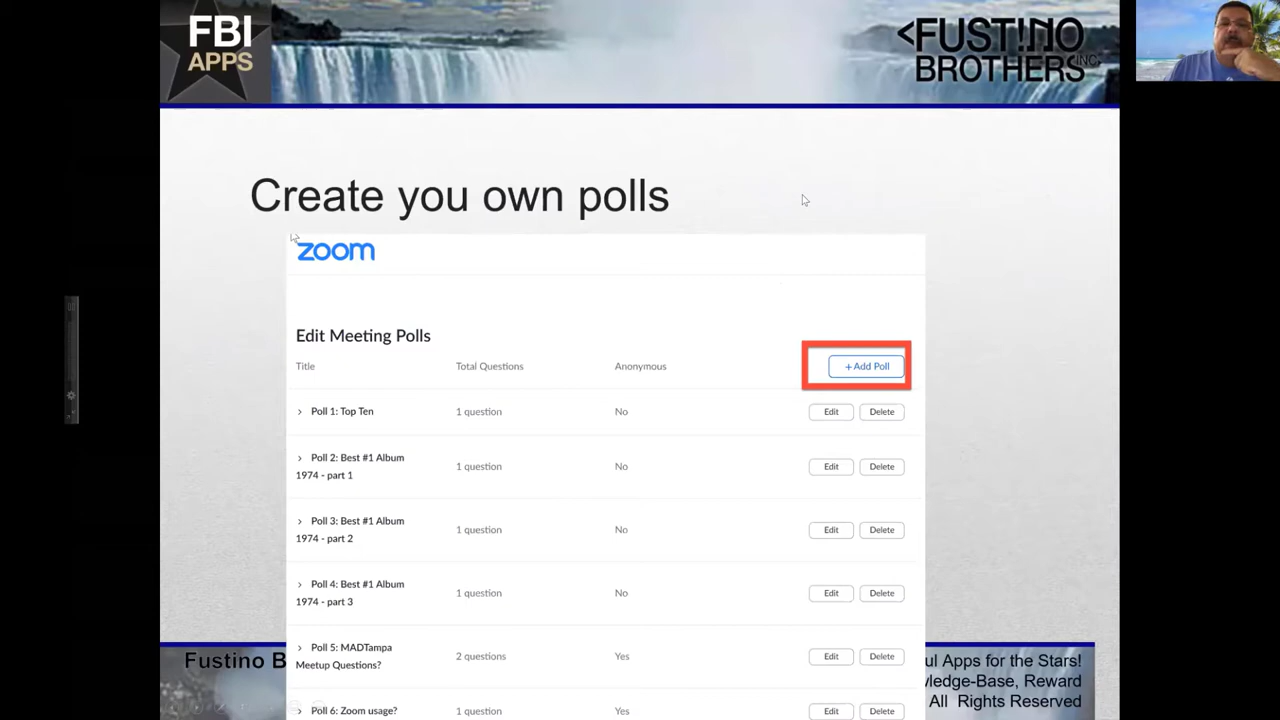 FBI
APPS
<FUST!NO
BROTHERS INC.
Create you own polls
zoom
Edit Meeting Polls
Title Total Questions Anonymous + Add Poll
> Poll 1: Top Ten 1 question No Edit Delete
> Poll 2: Best #1 Album
1974 - part 1 1 question No Edit Delete
> Poll 3: Best #1 Album
1974 - part 2 1 question No Edit Delete
> Poll 4: Best #1 Album
1974 - part 3 1 question No Edit Delete
> Poll 5: MADTampa
Meetup Questions? 2 questions Yes Edit Delete
> Poll 6: Zoom usage? 1 question Yes Edit Delete
Fustino B
ul Apps for the Stars!
wledge-Base, Reward
All Rights Reserved